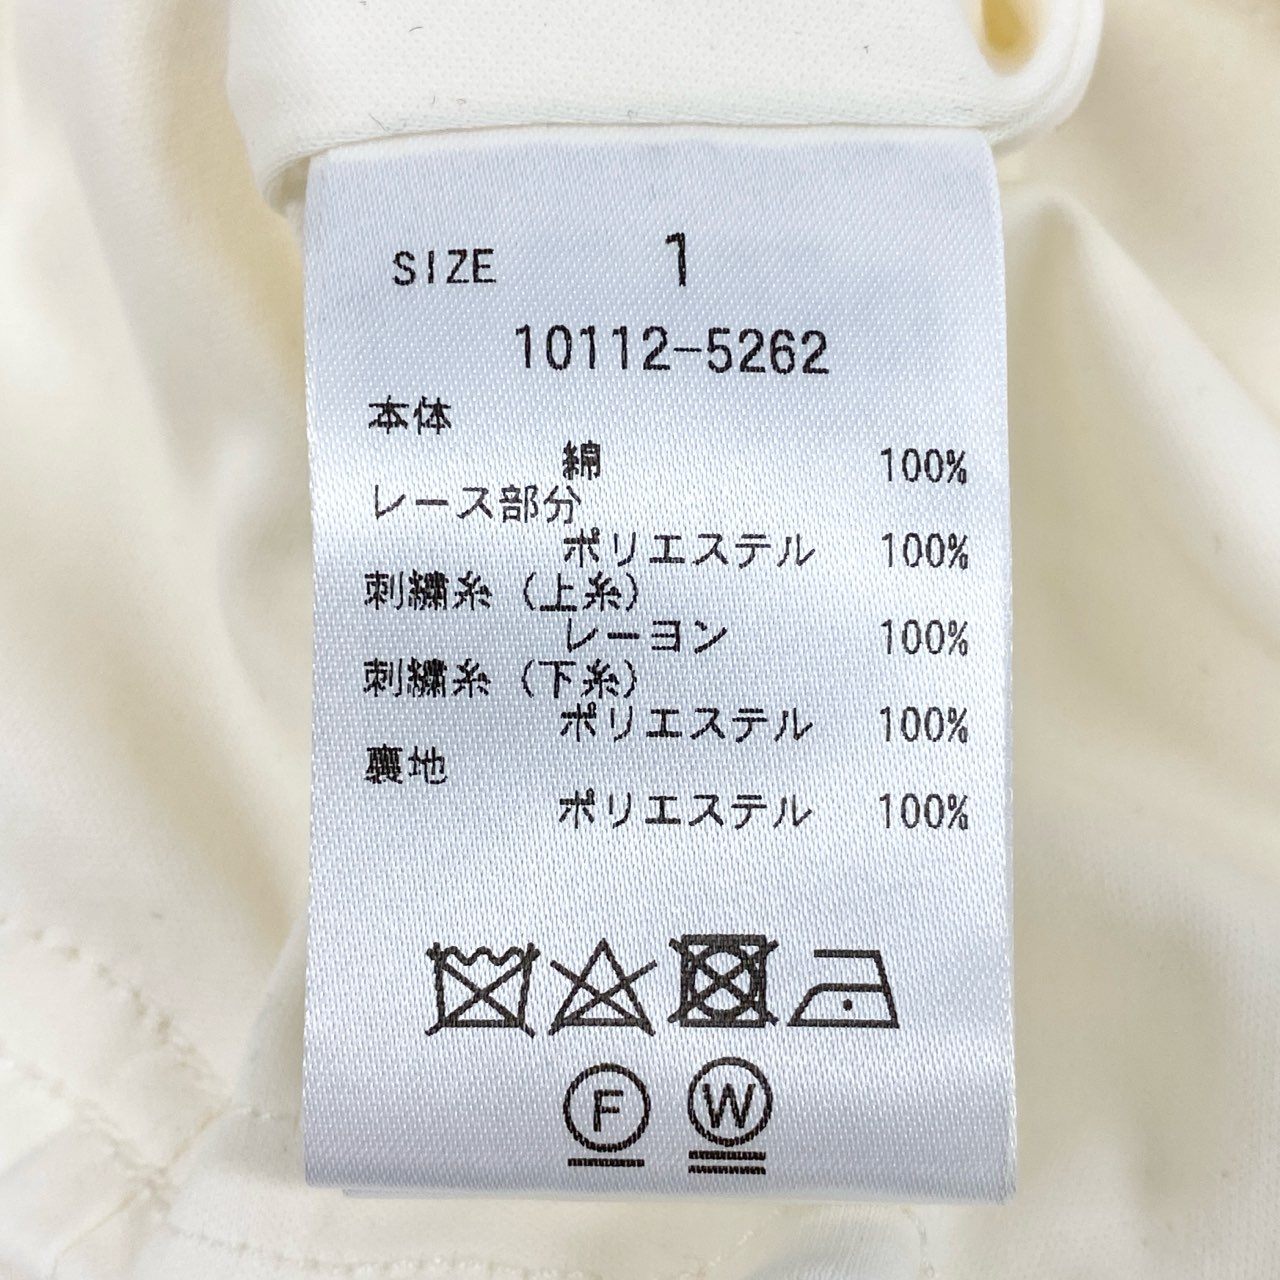 SIZE 1
10112-5262
本体
綿 100%
レース部分
ポリエステル 100%
刺繍糸(上糸)
レーヨン 100%
刺繍糸(下糸)
ポリエステル 100%
裏地
ポリエステル 100%
F W